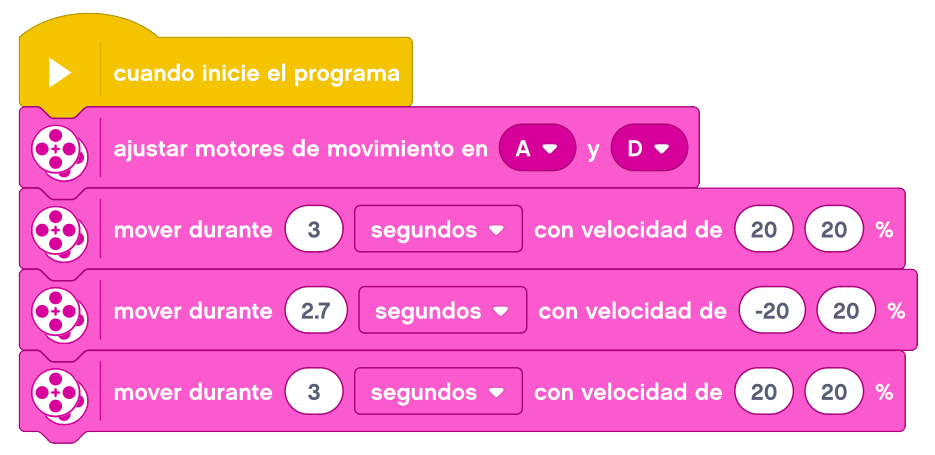 cuando inicie el programa
ajustar motores de movimiento en A y D
mover durante 3 segundos con velocidad de 20 20 %
mover durante 2.7 segundos con velocidad de -20 20 %
mover durante 3 segundos con velocidad de 20 20 %